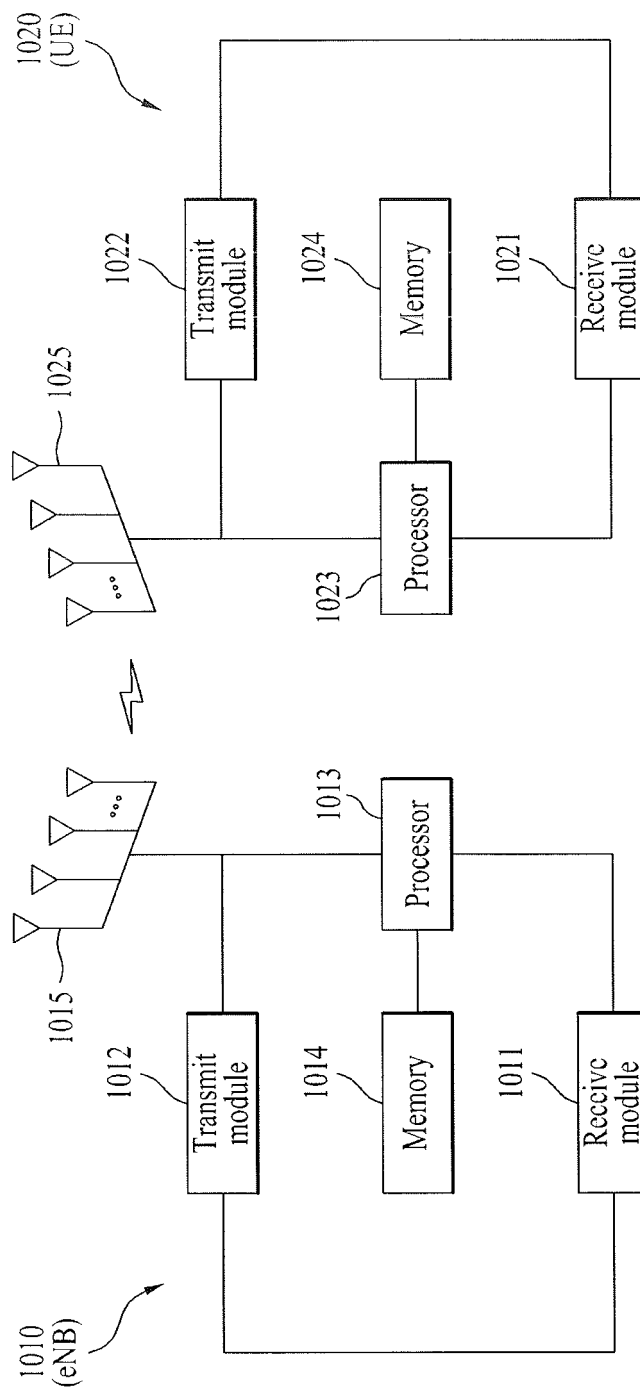 1010
(eNB)
1020
(UE)
1015
1025
1012
Transmit
module
1022
Transmit
module
1014
Memory
1013
Processor
1023
Processor
1024
Memory
1011
Receive
module
1021
Receive
module